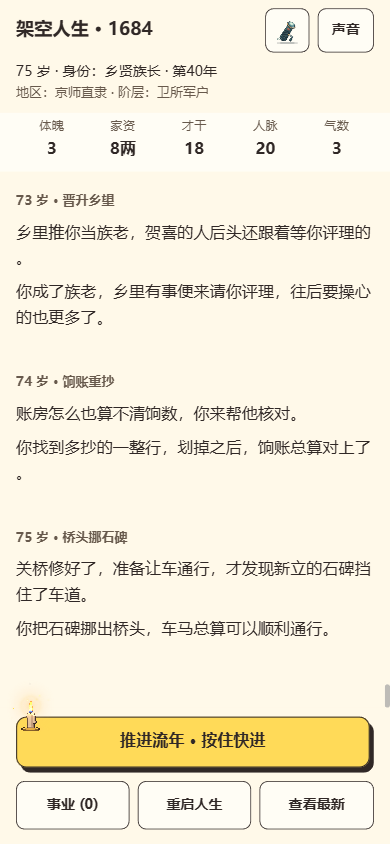 架空人生 • 1684
声音
75 岁 · 身份：乡贤族长 · 第40年
地区：京师直隶 · 阶层：卫所军户
体魄 家资 才干 人脉 气数
3 8两 18 20 3
73 岁 • 晋升乡望
乡里推你当族老，贺喜的人后头还跟着等你评理的
。
你成了族老，乡里有事便来请你评理，往后要操心
的也更多了。
74 岁 • 饷账重抄
账房怎么也算不清饷数，你来帮他核对。
你找到多抄的一整行，划掉之后，饷账总算对上了
。
75 岁 • 桥头挪石碑
关桥修好了，准备让车通行，才发现新立的石碑挡
住了车道。
你把石碑挪出桥头，车马总算可以顺利通行。
推进流年 • 按住快进
事业 (0) 重启人生 查看最新